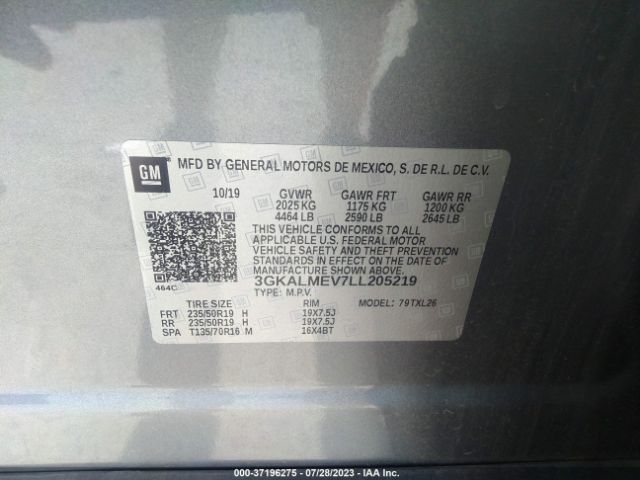 GM
MFD BY GENERAL MOTORS DE MEXICO, S. DE R.L. DE C.V.
10/19 GVWR GAWR FRT GAWR RR
2025 KG 1175 KG 1200 KG
4464 LB 2590 LB 2645 LB
THIS VEHICLE CONFORMS TO ALL
APPLICABLE U.S. FEDERAL MOTOR
VEHICLE SAFETY AND THEFT PREVENTION
STANDARDS IN EFFECT ON THE DATE OF
MANUFACTURE SHOWN ABOVE.
464C
3GKALMEV7LL205219
TYPE: M.P.V. MODEL: 79TXL26
TIRE SIZE RIM
FRT 235/50R19 H 19X7.5J
RR 235/50R19 H 19X7.5J
SPA T135/70R16 M 16X4BT
000-37196275 / 07/28/2023 / IAA Inc.